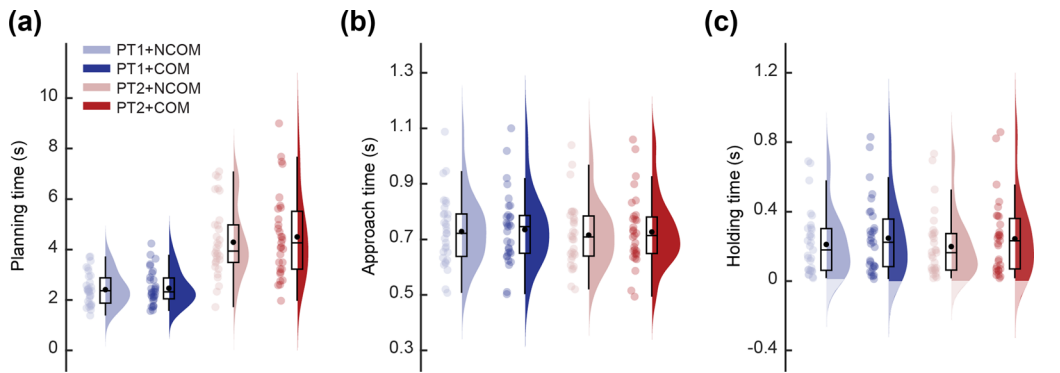 (a)
Planning time (s)
10
8
6
4
2
0
PT1+NCOM
PT1+COM
PT2+NCOM
PT2+COM
(b)
Approach time (s)
1.3
1.1
0.9
0.7
0.5
0.3
(c)
Holding time (s)
1.2
0.8
0.4
0
-0.4